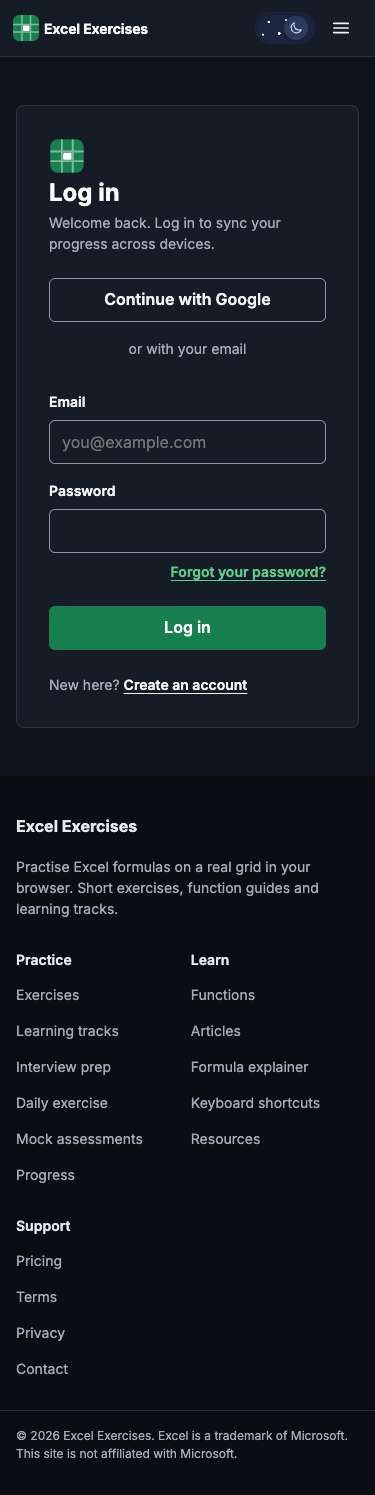 Excel Exercises
Log in
Welcome back. Log in to sync your
progress across devices.
Continue with Google
or with your email
Email
you@example.com
Password
Forgot your password?
Log in
New here? Create an account
Excel Exercises
Practise Excel formulas on a real grid in your
browser. Short exercises, function guides and
learning tracks.
Practice
Exercises
Learning tracks
Interview prep
Daily exercise
Mock assessments
Progress
Learn
Functions
Articles
Formula explainer
Keyboard shortcuts
Resources
Support
Pricing
Terms
Privacy
Contact
© 2026 Excel Exercises. Excel is a trademark of Microsoft.
This site is not affiliated with Microsoft.